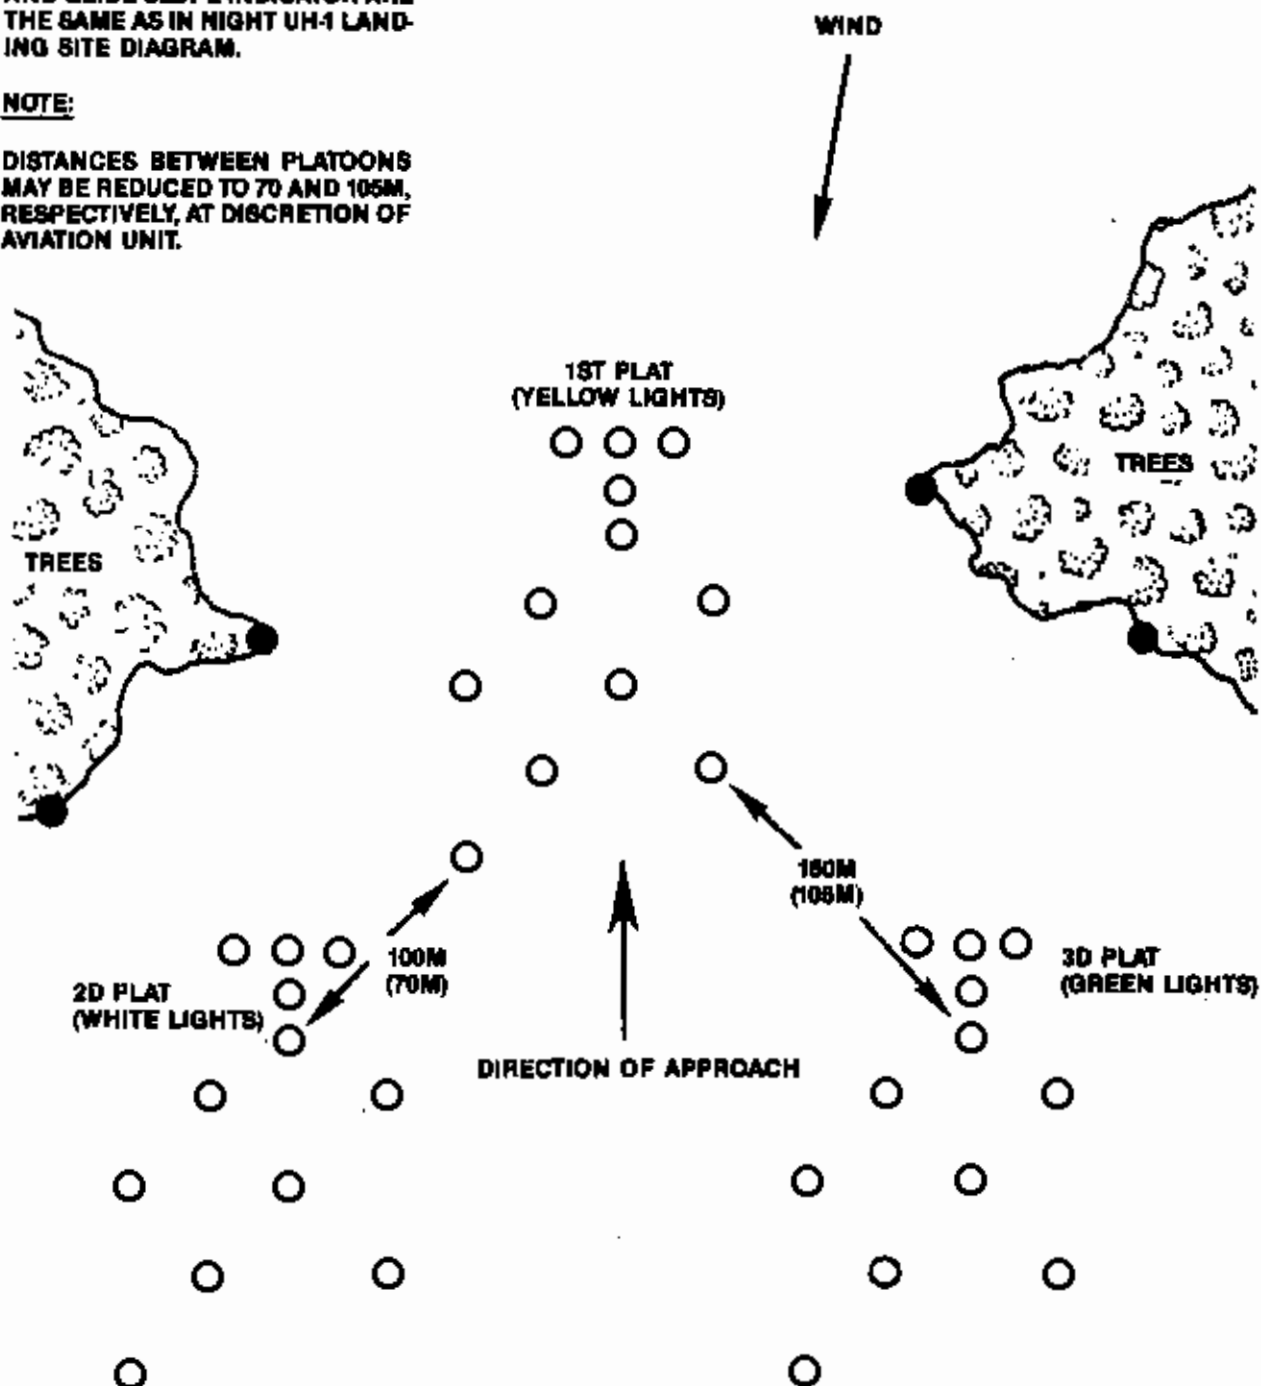 THE SAME AS IN NIGHT UH-1 LAND-
ING SITE DIAGRAM.
NOTE:
DISTANCES BETWEEN PLATOONS
MAY BE REDUCED TO 70 AND 105M,
RESPECTIVELY, AT DISCRETION OF
AVIATION UNIT.
WIND
1ST PLAT
(YELLOW LIGHTS)
TREES
TREES
150M
(105M)
100M
(70M)
2D PLAT
(WHITE LIGHTS)
3D PLAT
(GREEN LIGHTS)
DIRECTION OF APPROACH